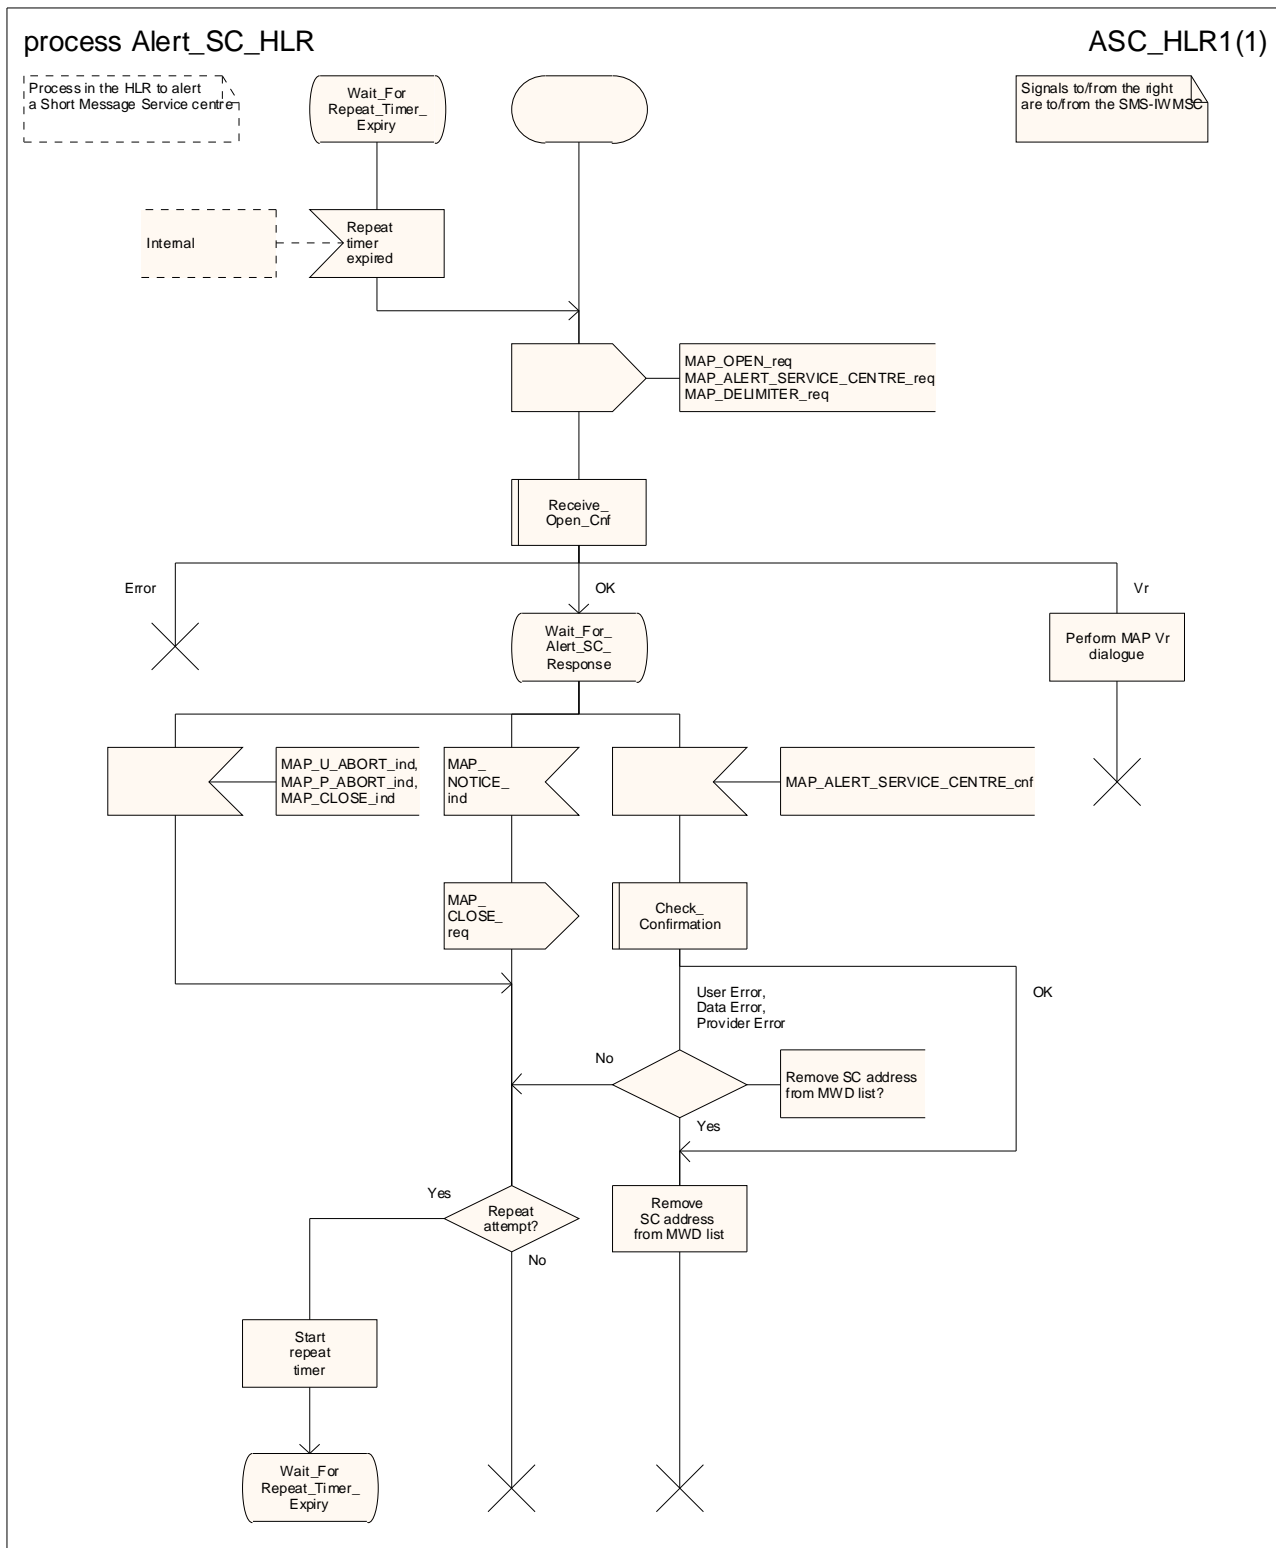 process Alert_SC_HLR
ASC_HLR1(1)
Process in the HLR to alert
a Short Message Service centre
Wait_For
Repeat_Timer_
Expiry
Signals to/from the right
are to/from the SMS-IWMSC
Internal
Repeat
timer
expired
MAP_OPEN_req
MAP_ALERT_SERVICE_CENTRE_req
MAP_DELIMITER_req
Receive_
Open_Cnf
Error
OK
Vr
Wait_For_
Alert_SC_
Response
Perform MAP Vr
dialogue
MAP_U_ABORT_ind,
MAP_P_ABORT_ind,
MAP_CLOSE_ind
MAP_
NOTICE_
ind
MAP_ALERT_SERVICE_CENTRE_cnf
MAP_
CLOSE_
req
Check_
Confirmation
User Error,
Data Error,
Provider Error
OK
No
Remove SC address
from MWD list?
Yes
Yes
Repeat
attempt?
No
Remove
SC address
from MWD list
Start
repeat
timer
Wait_For
Repeat_Timer_
Expiry